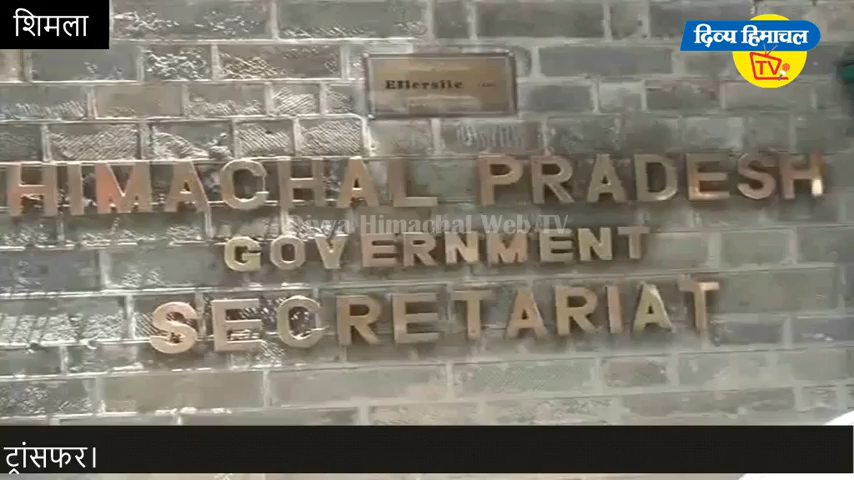 शिमला
दिव्य हिमाचल
TV
Ellerslie
HIMACHAL PRADESH
Divya Himachal Web TV
GOVERNMENT
SECRETARIAT
ट्रांसफर।